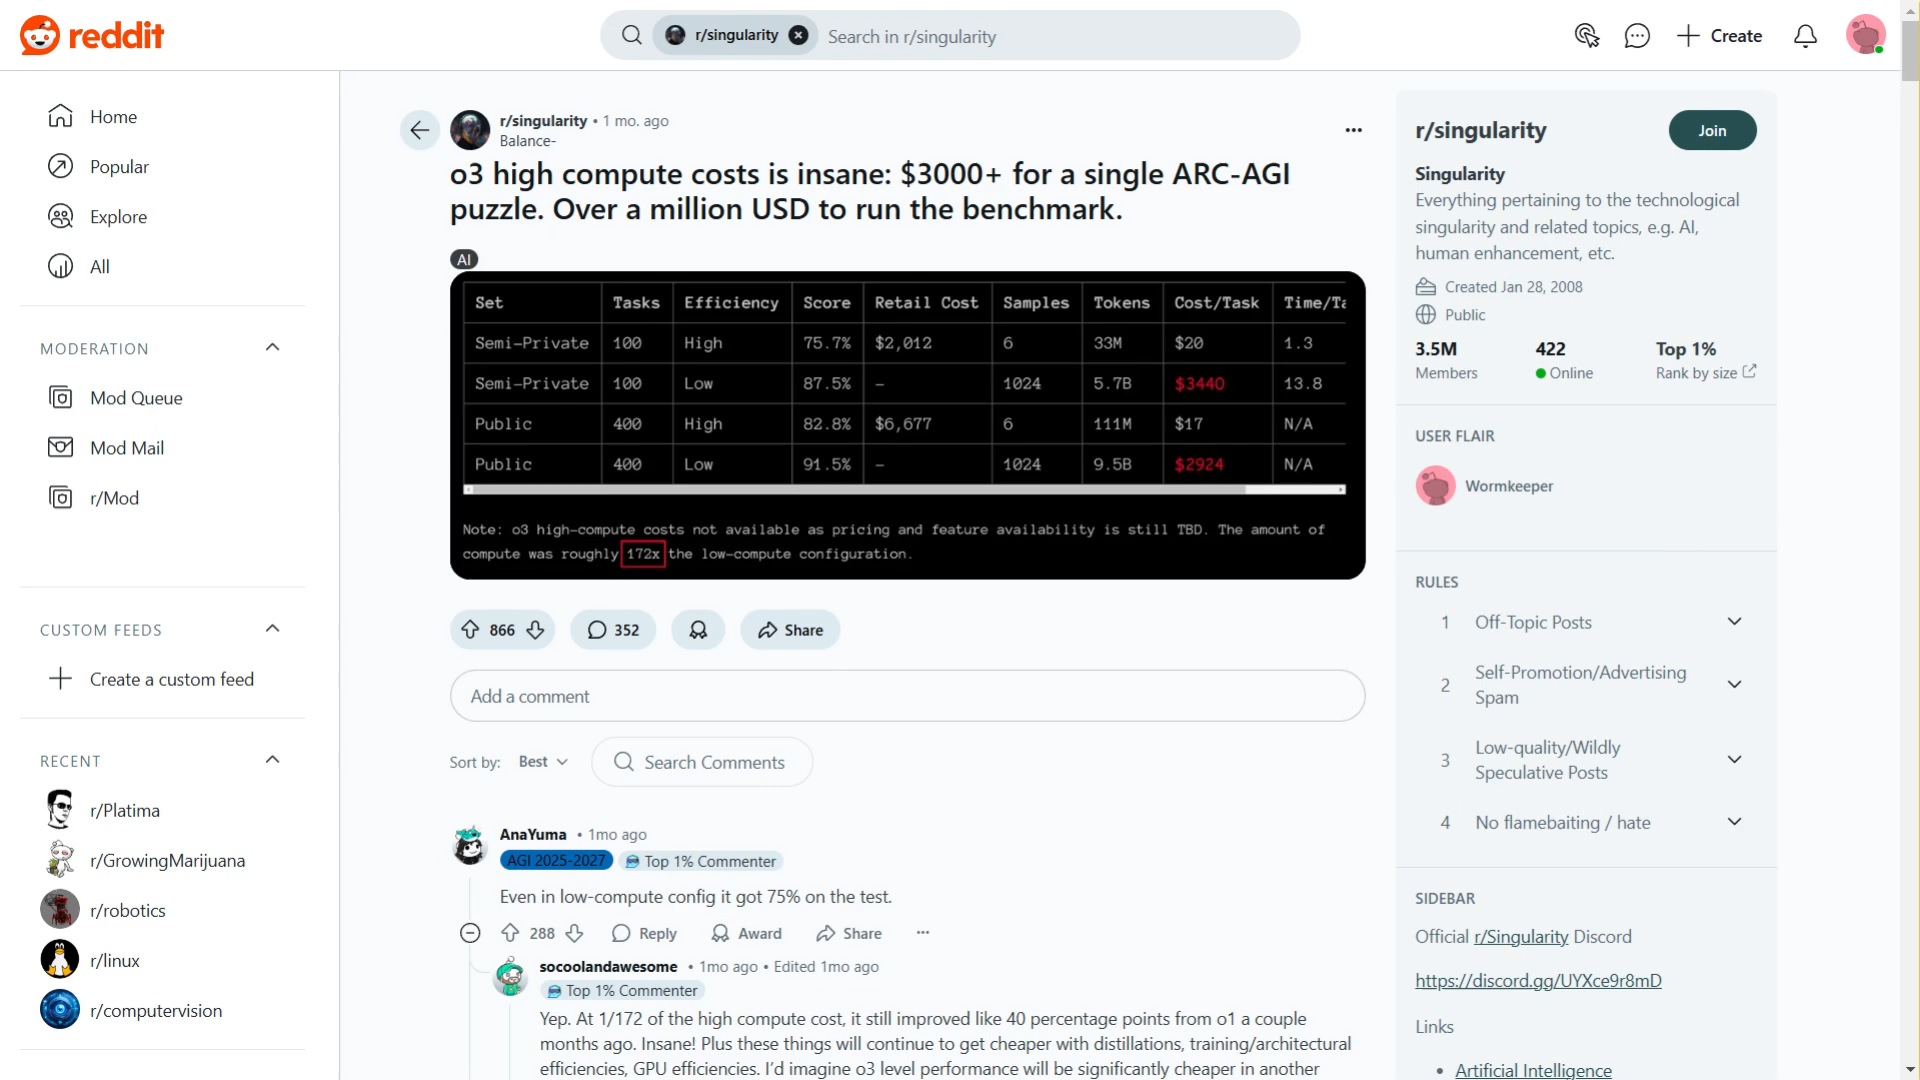 reddit
r/singularity
Search in r/singularity
Create
Home
Popular
Explore
All
MODERATION
Mod Queue
Mod Mail
r/Mod
CUSTOM FEEDS
Create a custom feed
RECENT
r/Platima
r/GrowingMarijuana
r/robotics
r/linux
r/computervision
r/singularity • 1 mo. ago
Balance-
o3 high compute costs is insane: $3000+ for a single ARC-AGI
puzzle. Over a million USD to run the benchmark.
AI
Set Tasks Efficiency Score Retail Cost Samples Tokens Cost/Task Time/Ta
Semi-Private 100 High 75.7% $2,012 6 33M $20 1.3
Semi-Private 100 Low 87.5% - 1024 5.7B $3440 13.8
Public 400 High 82.8% $6,677 6 111M $17 N/A
Public 400 Low 91.5% - 1024 9.5B $2924 N/A
Note: o3 high-compute costs not available as pricing and feature availability is still TBD. The amount of
compute was roughly 172x the low-compute configuration.
866 352 Share
Add a comment
Sort by: Best Search Comments
AnaYuma • 1mo ago
AGI 2025-2027 Top 1% Commenter
Even in low-compute config it got 75% on the test.
288 Reply Award Share
socoolandawesome • 1mo ago • Edited 1mo ago
Top 1% Commenter
Yep. At 1/172 of the high compute cost, it still improved like 40 percentage points from o1 a couple
months ago. Insane! Plus these things will continue to get cheaper with distillations, training/architectural
efficiencies, GPU efficiencies. I'd imagine o3 level performance will be significantly cheaper in another
r/singularity Join
Singularity
Everything pertaining to the technological
singularity and related topics, e.g. AI,
human enhancement, etc.
Created Jan 28, 2008
Public
3.5M 422 Top 1%
Members Online Rank by size
USER FLAIR
Wormkeeper
RULES
1 Off-Topic Posts
2 Self-Promotion/Advertising
Spam
3 Low-quality/Wildly
Speculative Posts
4 No flamebaiting / hate
SIDEBAR
Official r/Singularity Discord
https://discord.gg/UYXce9r8mD
Links
• Artificial Intelligence